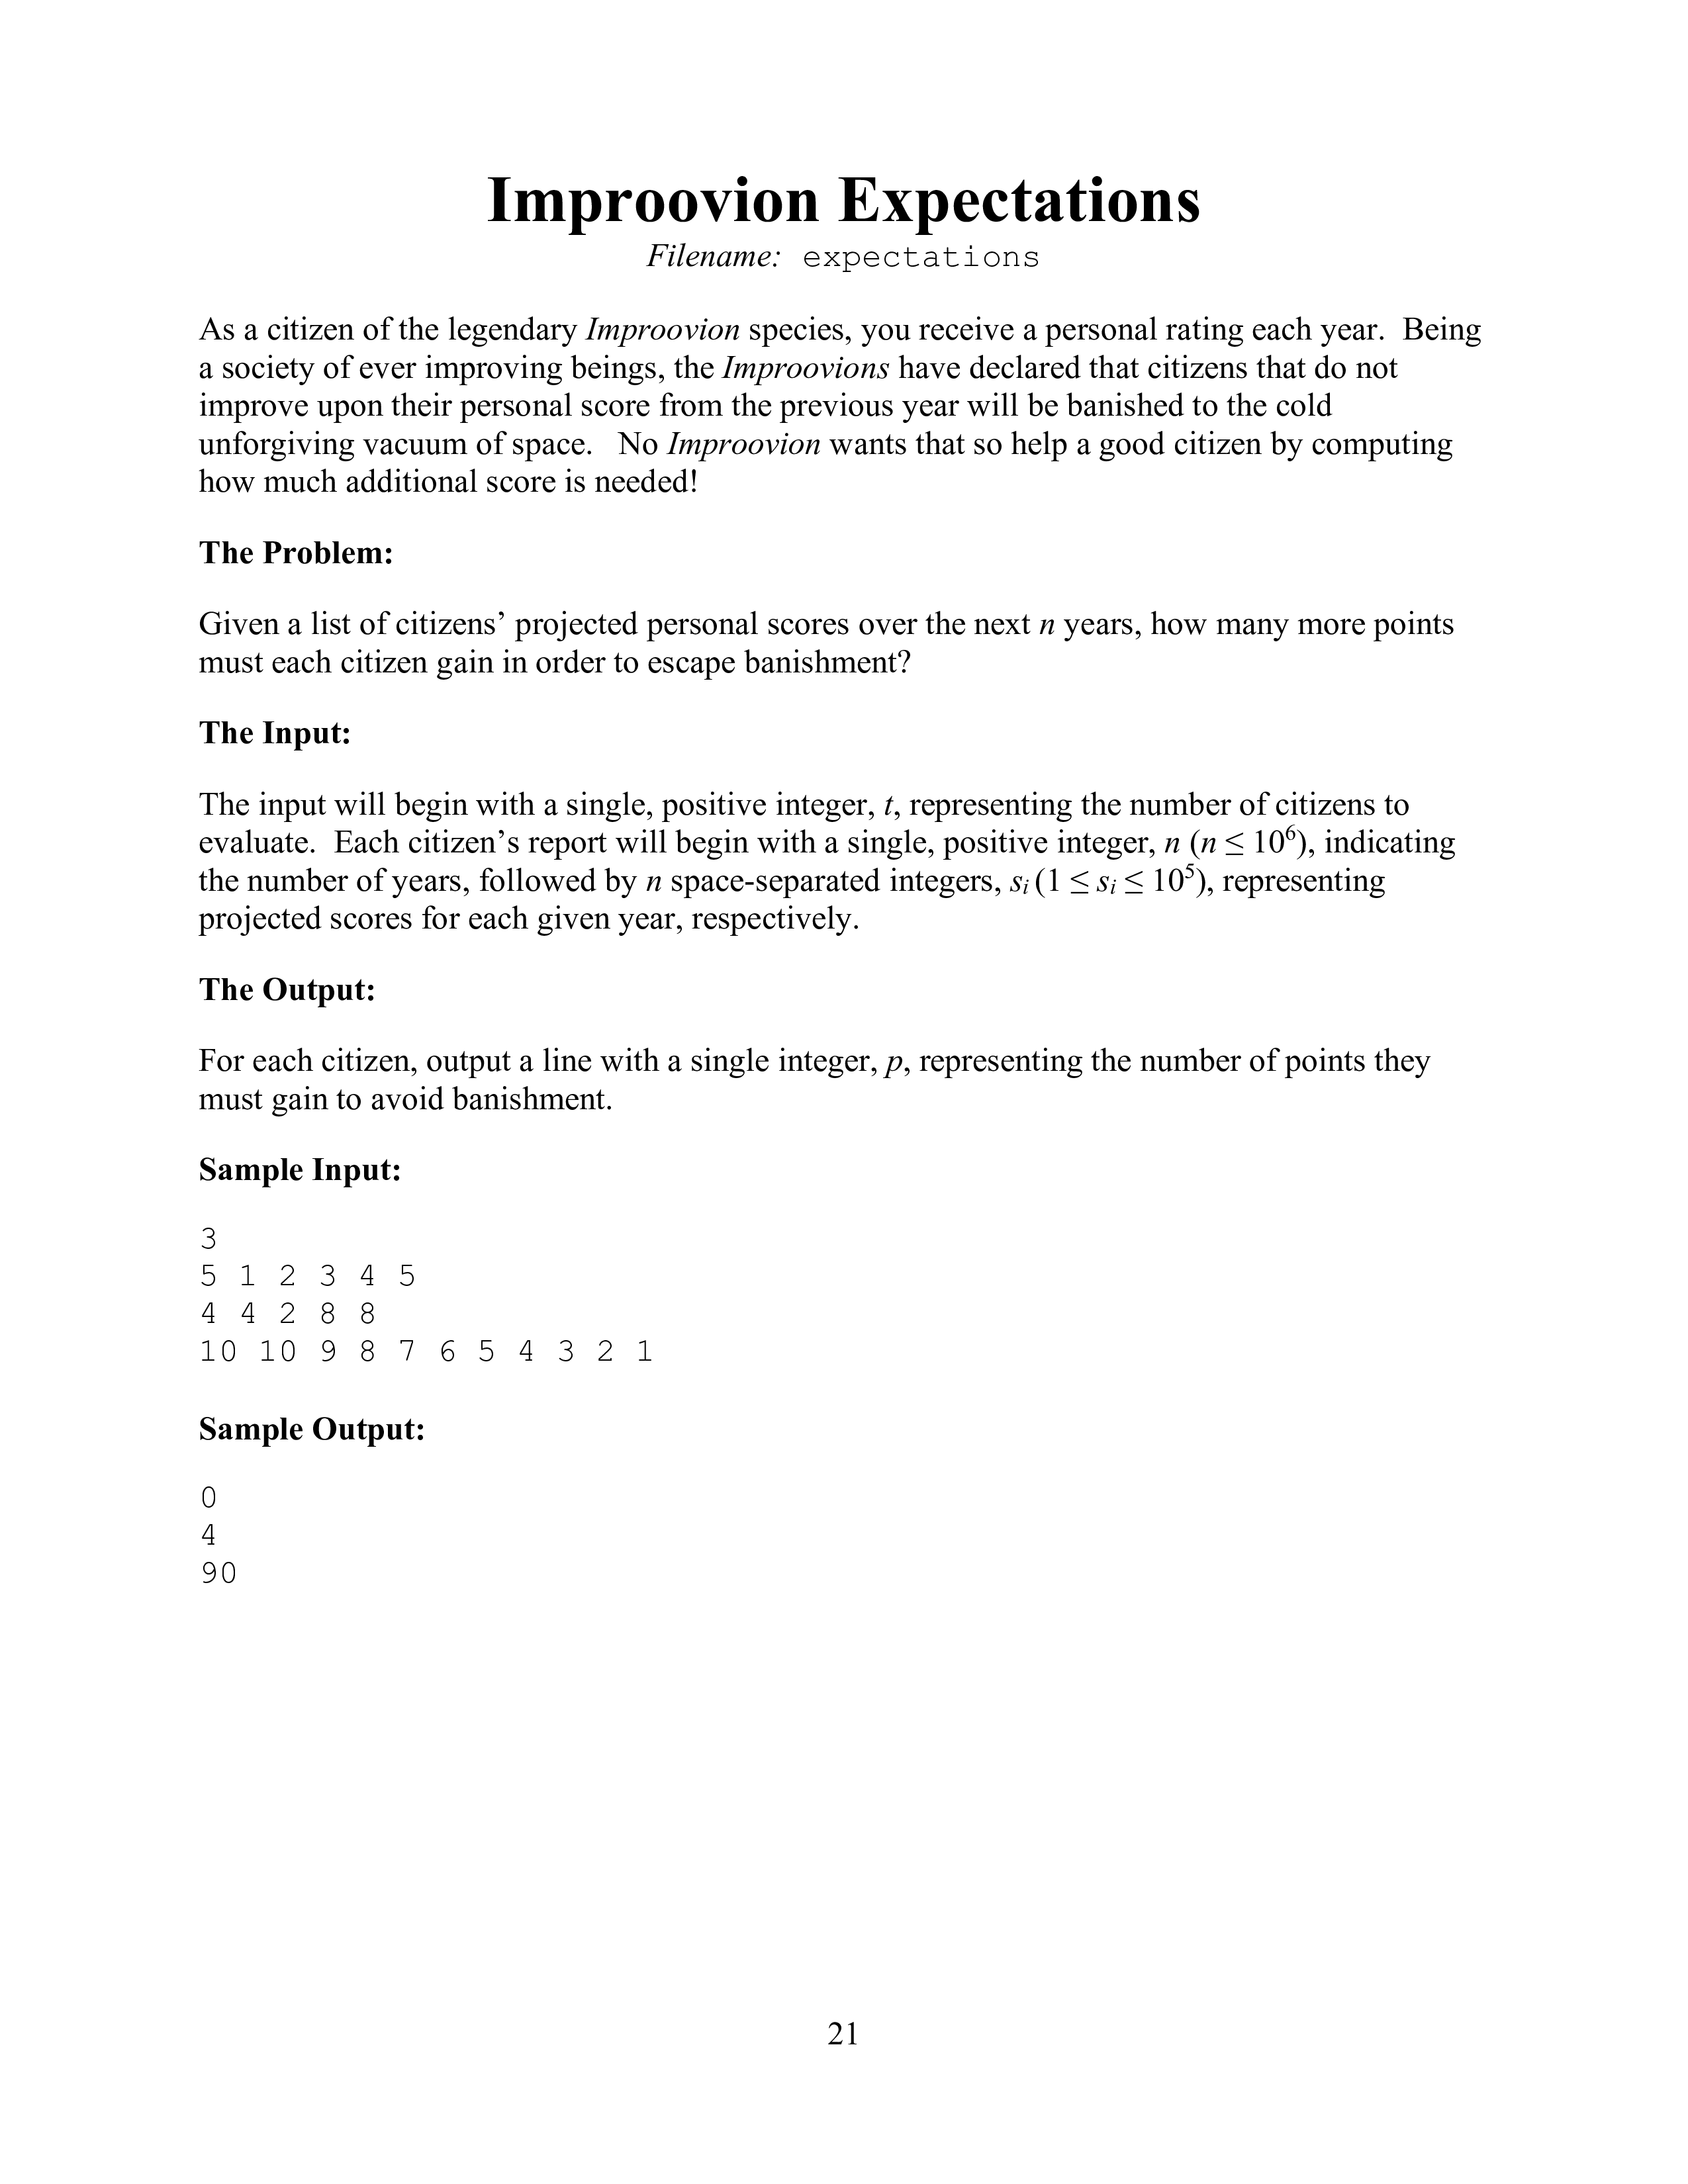 Improovion Expectations
Filename: expectations
As a citizen of the legendary Improovion species, you receive a personal rating each year. Being
a society of ever improving beings, the Improovions have declared that citizens that do not
improve upon their personal score from the previous year will be banished to the cold
unforgiving vacuum of space. No Improovion wants that so help a good citizen by computing
how much additional score is needed!
The Problem:
Given a list of citizens’ projected personal scores over the next n years, how many more points
must each citizen gain in order to escape banishment?
The Input:
The input will begin with a single, positive integer, t, representing the number of citizens to
evaluate. Each citizen’s report will begin with a single, positive integer, n (n ≤ 10⁶), indicating
the number of years, followed by n space-separated integers, sᵢ (1 ≤ sᵢ ≤ 10⁵), representing
projected scores for each given year, respectively.
The Output:
For each citizen, output a line with a single integer, p, representing the number of points they
must gain to avoid banishment.
Sample Input:
3
5 1 2 3 4 5
4 4 2 8 8
10 10 9 8 7 6 5 4 3 2 1
Sample Output:
0
4
90
21